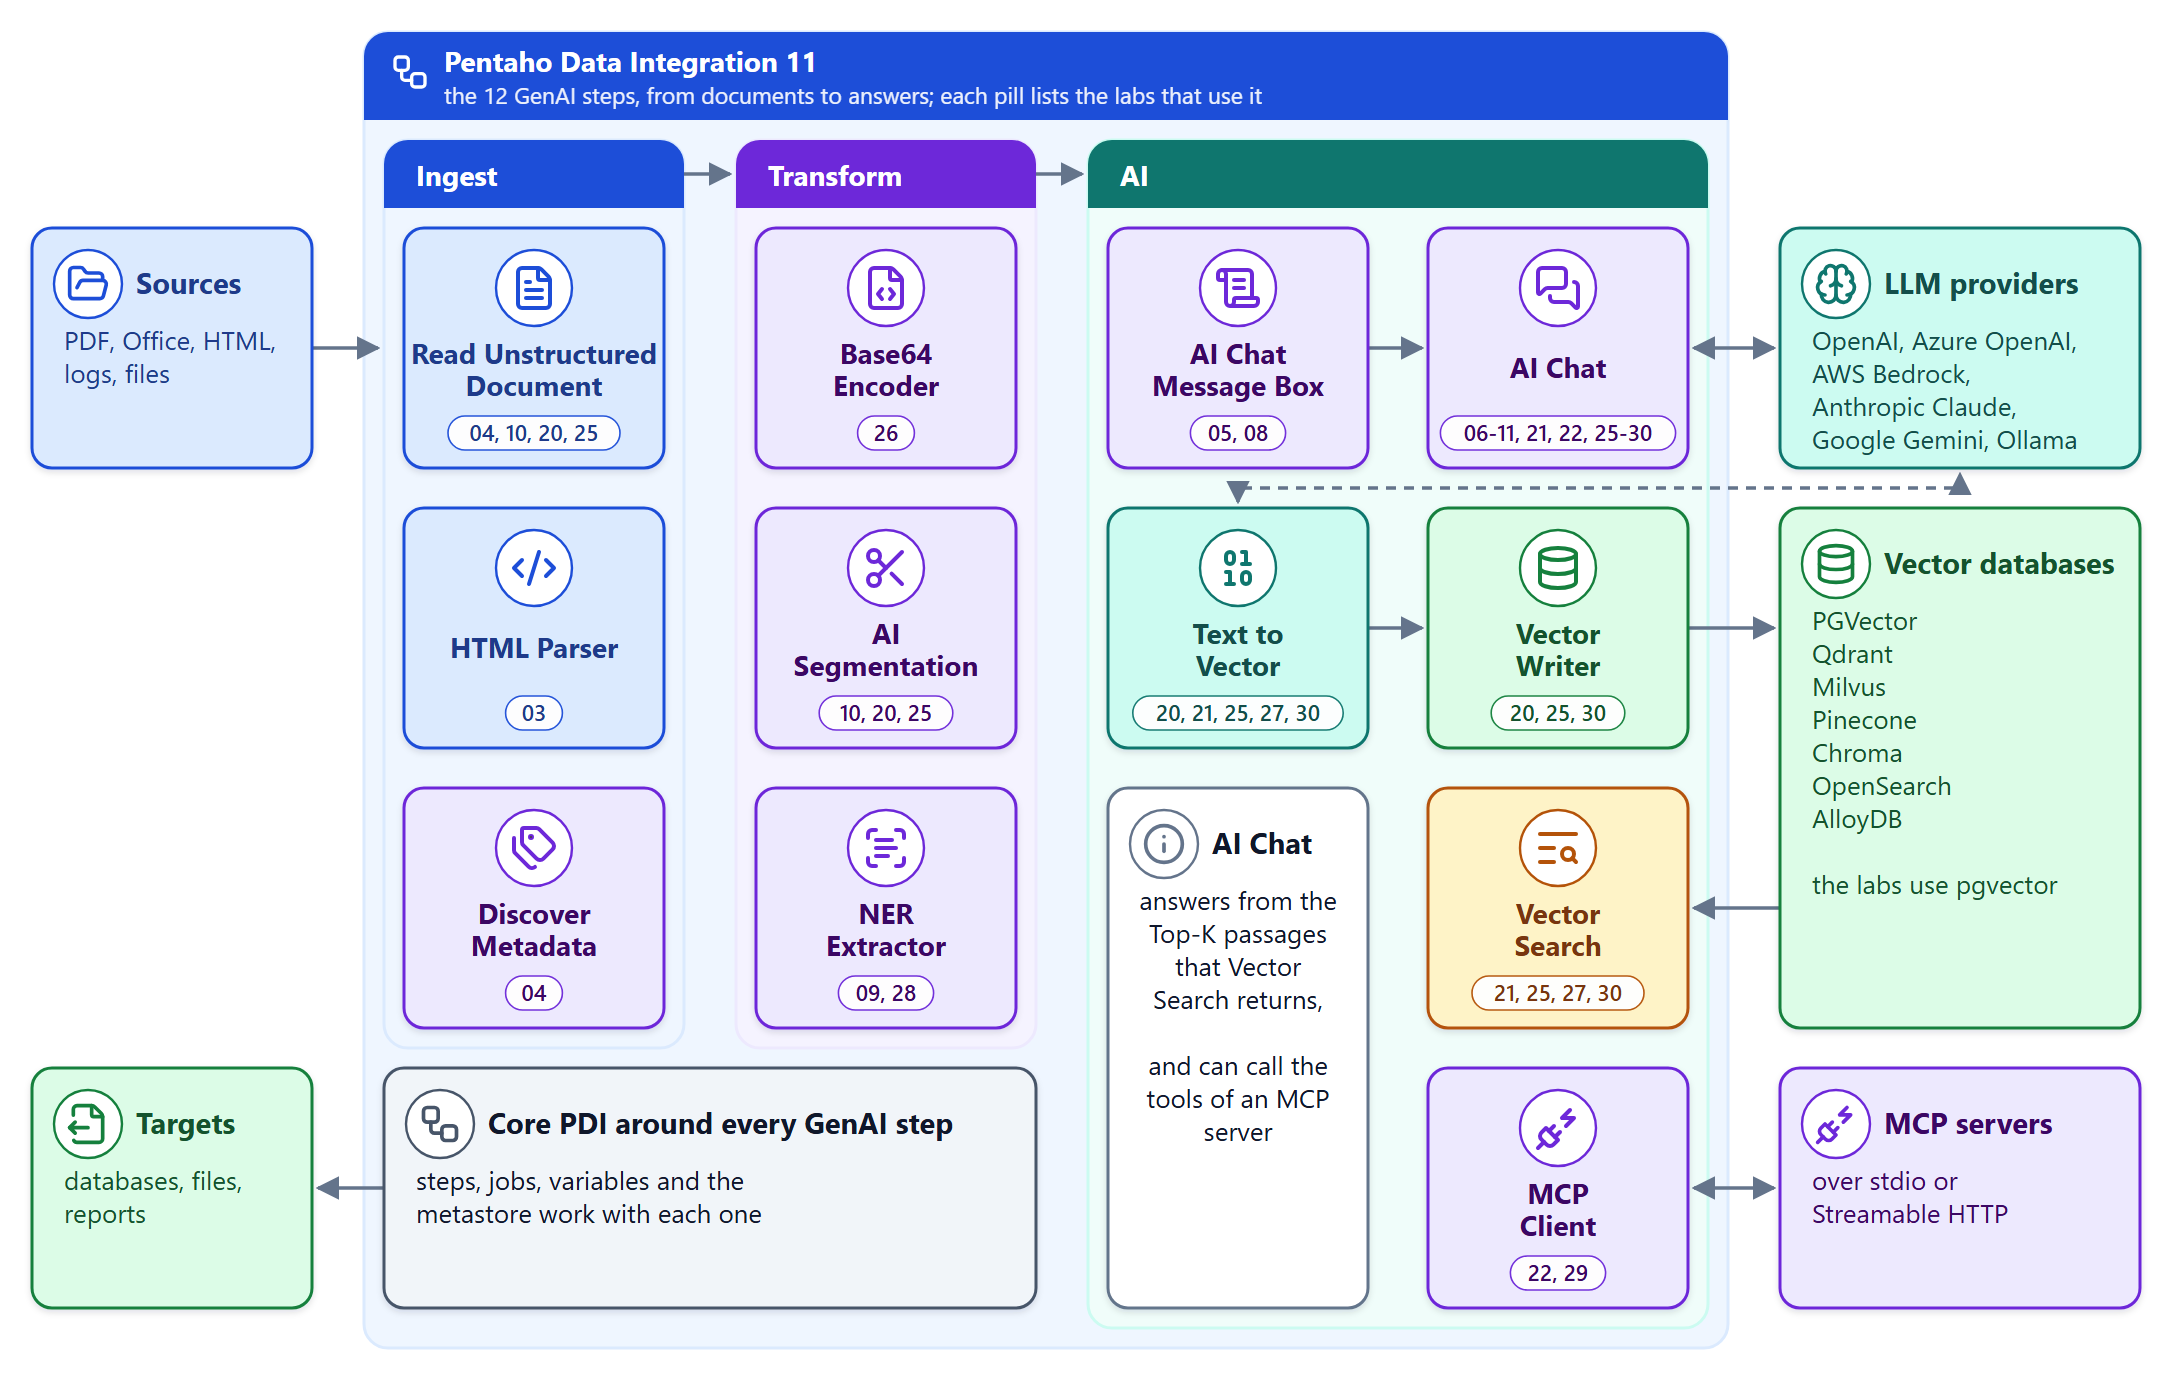 Pentaho Data Integration 11
the 12 GenAI steps, from documents to answers; each pill lists the labs that use it
Sources
PDF, Office, HTML,
logs, files
Ingest
Read Unstructured
Document
04, 10, 20, 25
HTML Parser
03
Discover
Metadata
04
Transform
Base64
Encoder
26
AI
Segmentation
10, 20, 25
NER
Extractor
09, 28
AI
AI Chat
Message Box
05, 08
AI Chat
06-11, 21, 22, 25-30
Text to
Vector
20, 21, 25, 27, 30
Vector
Writer
20, 25, 30
AI Chat
answers from the
Top-K passages
that Vector
Search returns,
and can call the
tools of an MCP
server
Vector
Search
21, 25, 27, 30
MCP
Client
22, 29
LLM providers
OpenAI, Azure OpenAI,
AWS Bedrock,
Anthropic Claude,
Google Gemini, Ollama
Vector databases
PGVector
Qdrant
Milvus
Pinecone
Chroma
OpenSearch
AlloyDB
the labs use pgvector
MCP servers
over stdio or
Streamable HTTP
Targets
databases, files,
reports
Core PDI around every GenAI step
steps, jobs, variables and the
metastore work with each one